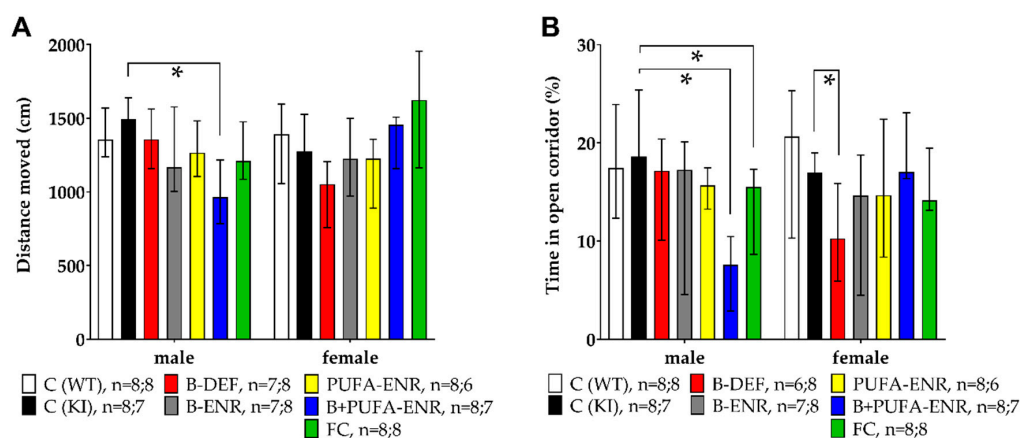 A
Distance moved (cm)
2000
1500
1000
500
0
*
male
female
C (WT), n=8;8
B-DEF, n=7;8
PUFA-ENR, n=8;6
C (KI), n=8;7
B-ENR, n=7;8
B+PUFA-ENR, n=8;7
FC, n=8;8
B
Time in open corridor (%)
30
20
10
0
*
*
*
male
female
C (WT), n=8;8
B-DEF, n=6;8
PUFA-ENR, n=8;6
C (KI), n=8;7
B-ENR, n=7;8
B+PUFA-ENR, n=8;7
FC, n=8;8